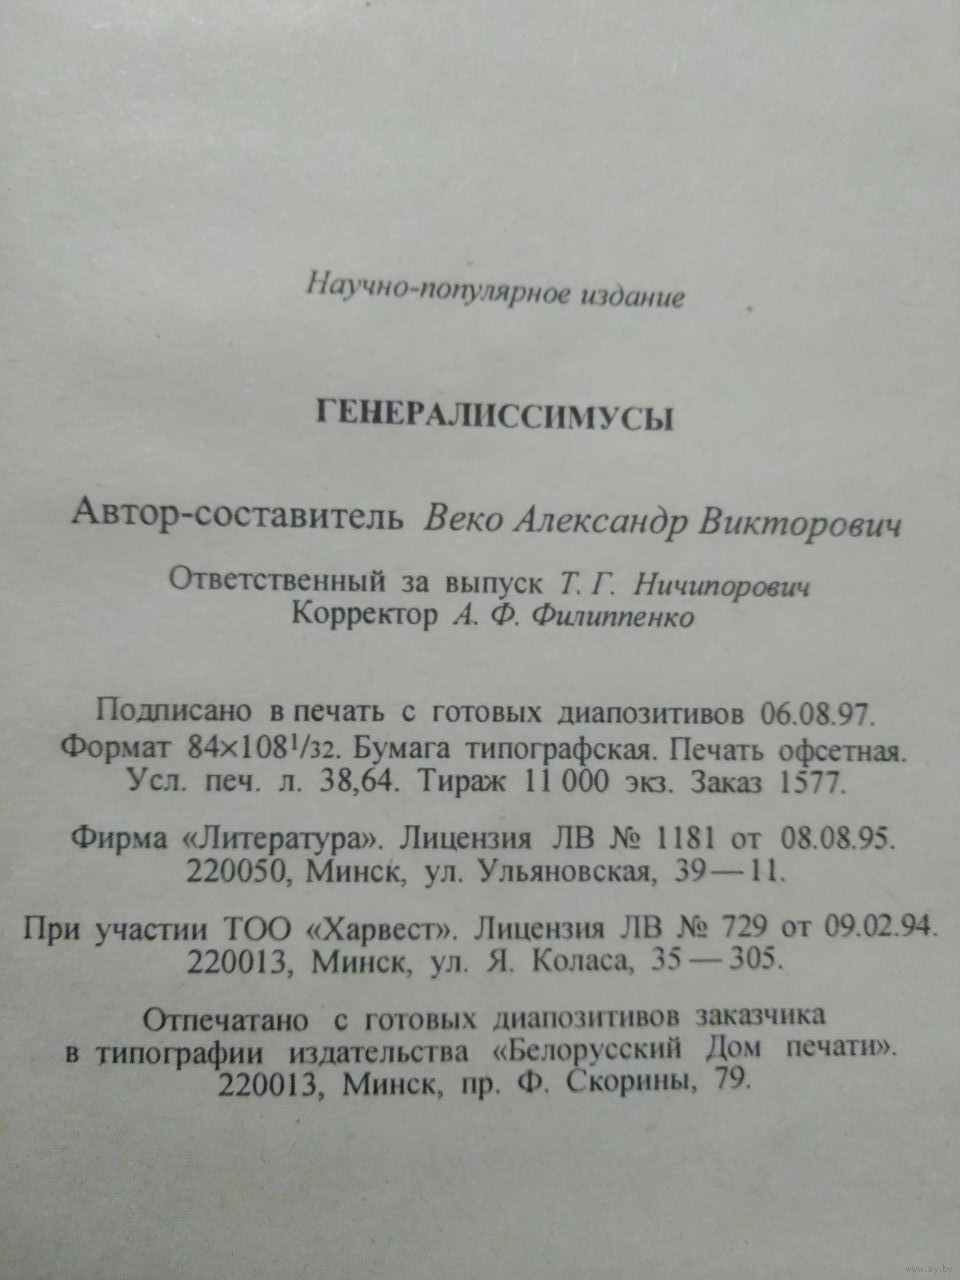 Научно-популярное издание
ГЕНЕРАЛИССИМУСЫ
Автор-составитель Веко Александр Викторович
Ответственный за выпуск Т. Г. Ничипорович
Корректор А. Ф. Филиппенко
Подписано в печать с готовых диапозитивов 06.08.97.
Формат 84×108¹/32. Бумага типографская. Печать офсетная.
Усл. печ. л. 38,64. Тираж 11 000 экз. Заказ 1577.
Фирма «Литература». Лицензия ЛВ № 1181 от 08.08.95.
220050, Минск, ул. Ульяновская, 39—11.
При участии ТОО «Харвест». Лицензия ЛВ № 729 от 09.02.94.
220013, Минск, ул. Я. Коласа, 35—305.
Отпечатано с готовых диапозитивов заказчика
в типографии издательства «Белорусский Дом печати».
220013, Минск, пр. Ф. Скорины, 79.
www.ay.by